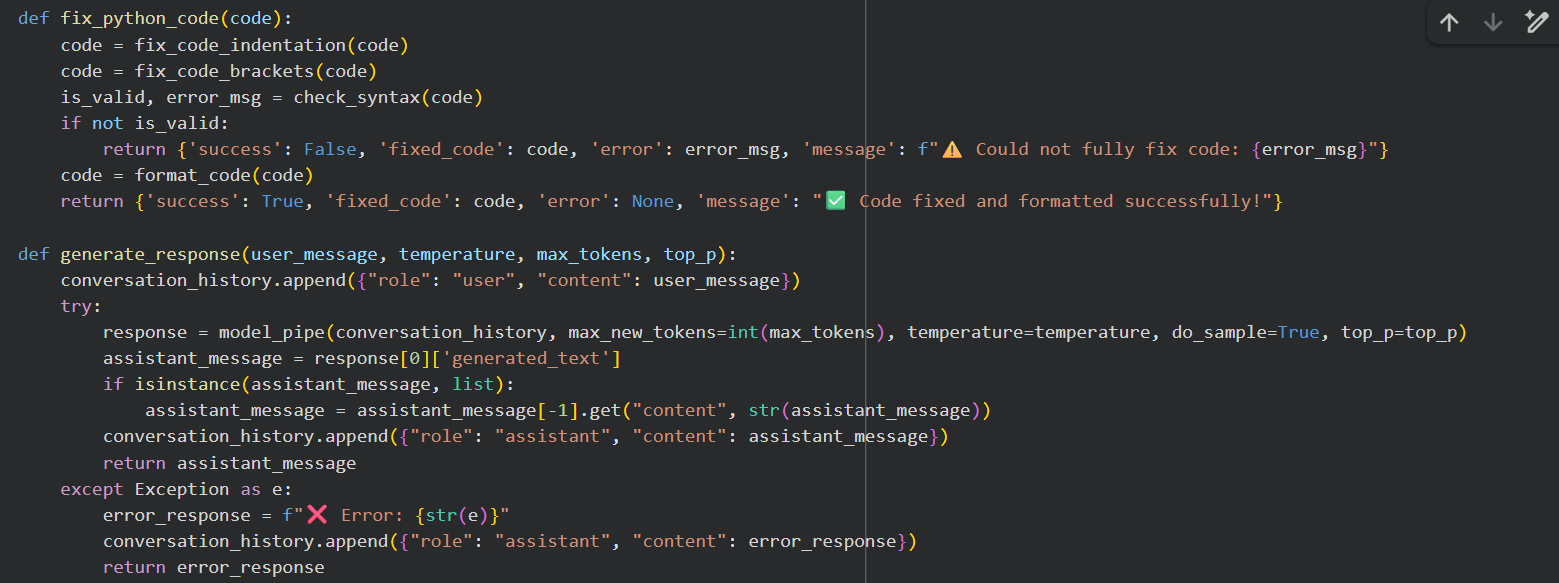 def fix_python_code(code):
    code = fix_code_indentation(code)
    code = fix_code_brackets(code)
    is_valid, error_msg = check_syntax(code)
    if not is_valid:
        return {'success': False, 'fixed_code': code, 'error': error_msg, 'message': f"⚠️ Could not fully fix code: {error_msg}"}
    code = format_code(code)
    return {'success': True, 'fixed_code': code, 'error': None, 'message': "✅ Code fixed and formatted successfully!"}

def generate_response(user_message, temperature, max_tokens, top_p):
    conversation_history.append({"role": "user", "content": user_message})
    try:
        response = model_pipe(conversation_history, max_new_tokens=int(max_tokens), temperature=temperature, do_sample=True, top_p=top_p)
        assistant_message = response[0]['generated_text']
        if isinstance(assistant_message, list):
            assistant_message = assistant_message[-1].get("content", str(assistant_message))
        conversation_history.append({"role": "assistant", "content": assistant_message})
        return assistant_message
    except Exception as e:
        error_response = f"❌ Error: {str(e)}"
        conversation_history.append({"role": "assistant", "content": error_response})
        return error_response